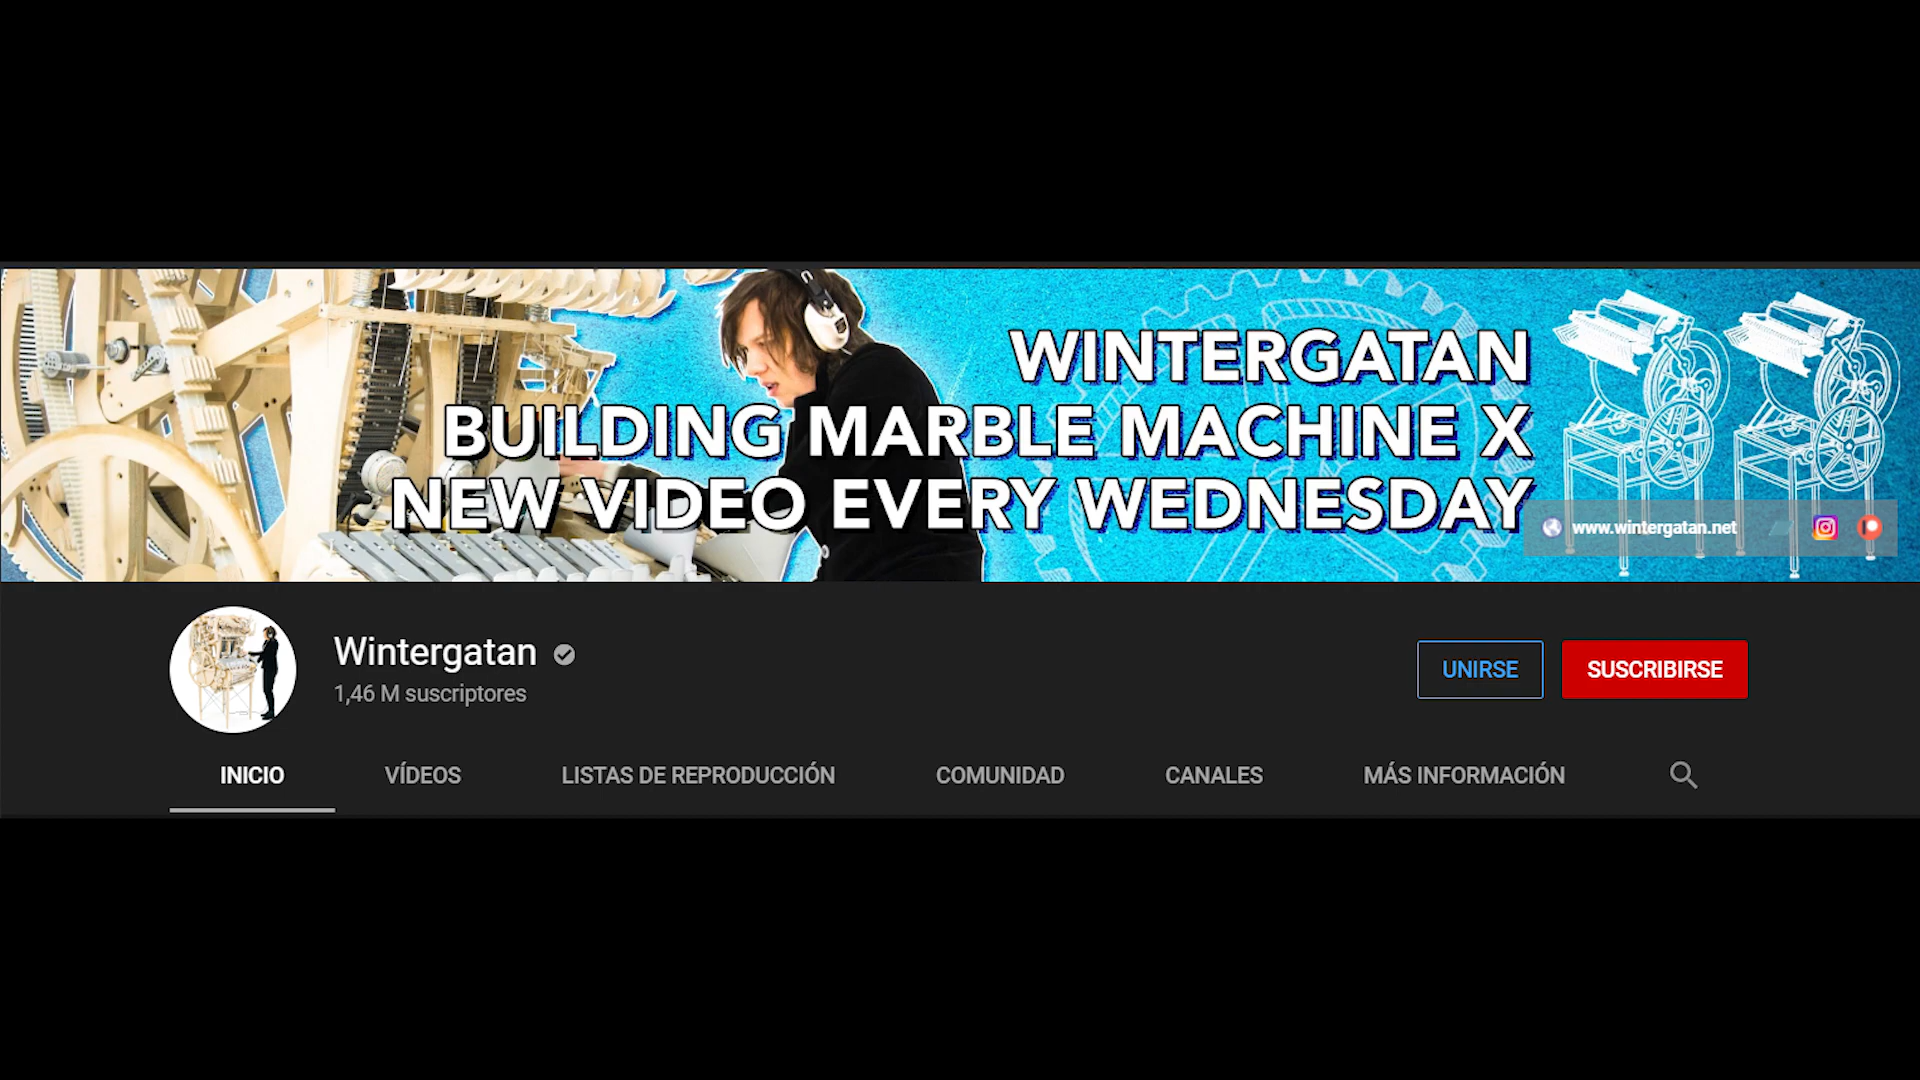 WINTERGATAN
BUILDING MARBLE MACHINE X
NEW VIDEO EVERY WEDNESDAY
www.wintergatan.net
Wintergatan
1,46 M suscriptores
UNIRSE
SUSCRIBIRSE
INICIO
VÍDEOS
LISTAS DE REPRODUCCIÓN
COMUNIDAD
CANALES
MÁS INFORMACIÓN